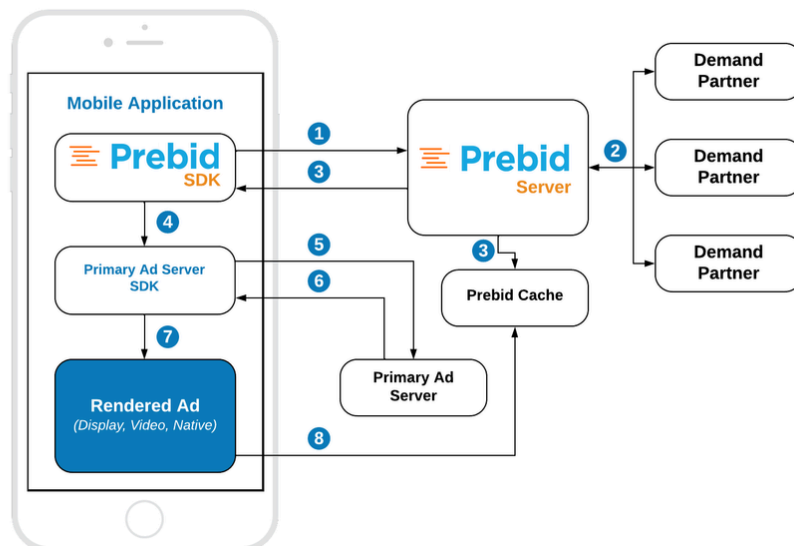 Mobile Application
Prebid
SDK
1
3
4
Primary Ad Server
SDK
5
6
7
Rendered Ad
(Display, Video, Native)
8
Prebid
Server
2
3
Prebid Cache
Primary Ad
Server
Demand
Partner
Demand
Partner
Demand
Partner